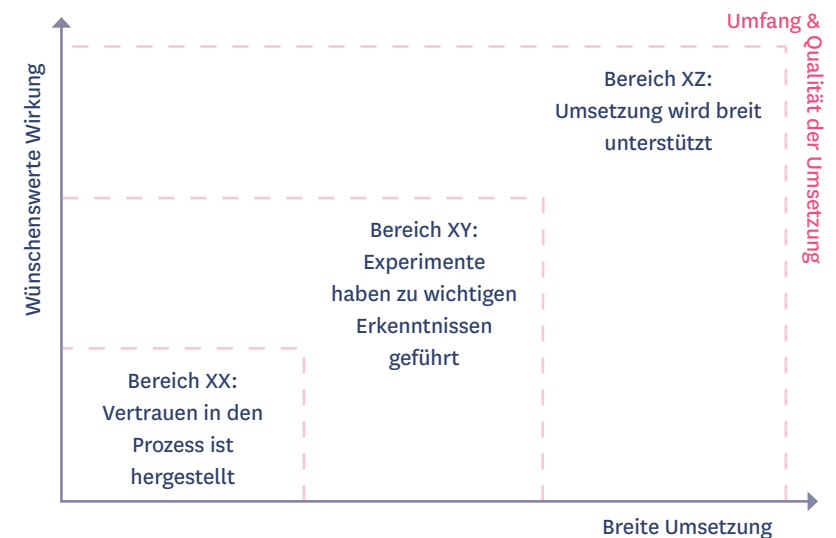 Umfang &
Qualität der Umsetzung
Wünschenswerte Wirkung
Bereich XZ:
Umsetzung wird breit
unterstützt
Bereich XY:
Experimente
haben zu wichtigen
Erkenntnissen
geführt
Bereich XX:
Vertrauen in den
Prozess ist
hergestellt
Breite Umsetzung